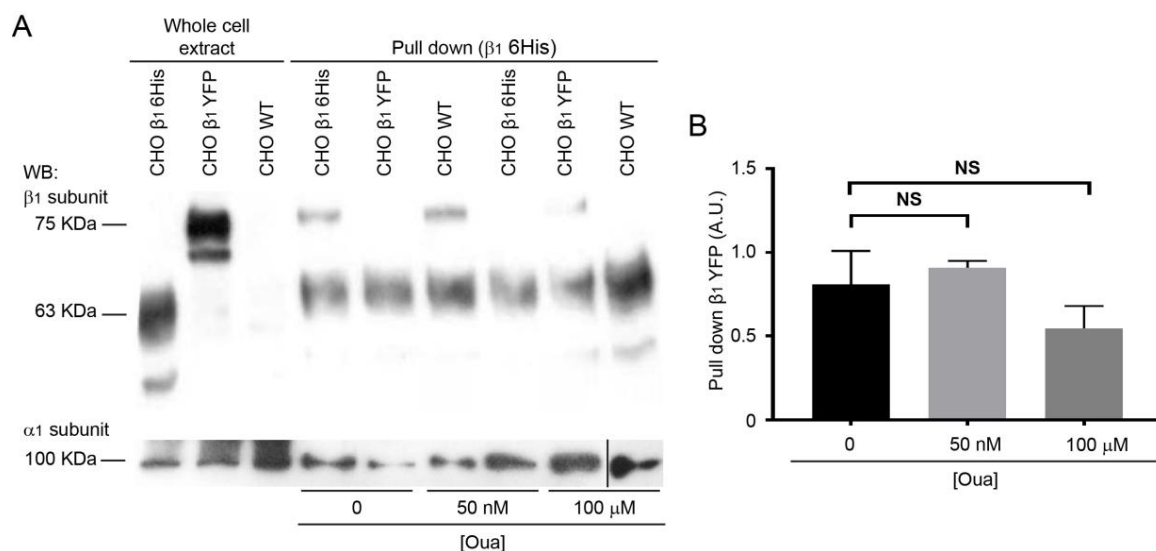 A
Whole cell
extract
Pull down (β1 6His)
CHO β1 6His
CHO β1 YFP
CHO WT
CHO β1 6His
CHO β1 YFP
CHO WT
CHO β1 6His
CHO β1 YFP
CHO WT
WB:
β1 subunit
75 KDa
63 KDa
α1 subunit
100 KDa
0
50 nM
100 μM
[Oua]
B
Pull down β1 YFP (A.U.)
1.5
1.0
0.5
0
NS
NS
0
50 nM
100 μM
[Oua]